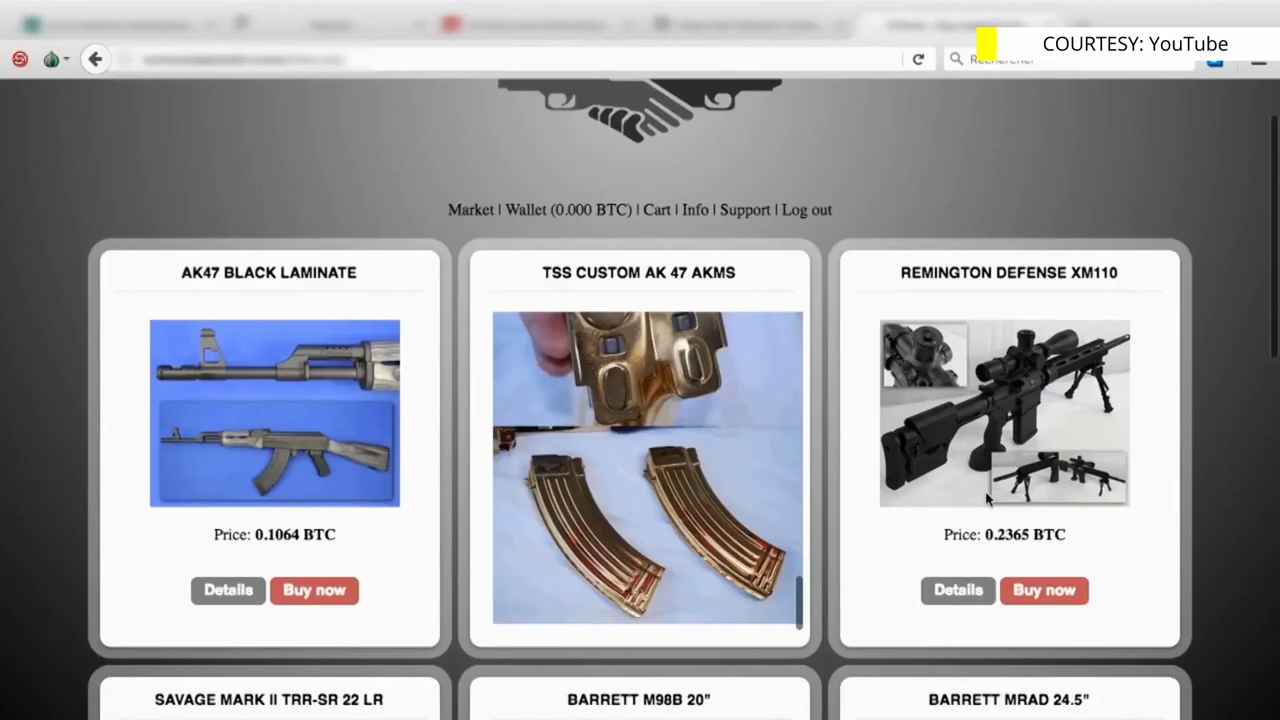 COURTESY: YouTube
Rechercher
Market | Wallet (0.000 BTC) | Cart | Info | Support | Log out
AK47 BLACK LAMINATE
TSS CUSTOM AK 47 AKMS
REMINGTON DEFENSE XM110
Price: 0.1064 BTC
Price: 0.2365 BTC
Details
Buy now
Details
Buy now
SAVAGE MARK II TRR-SR 22 LR
BARRETT M98B 20"
BARRETT MRAD 24.5"